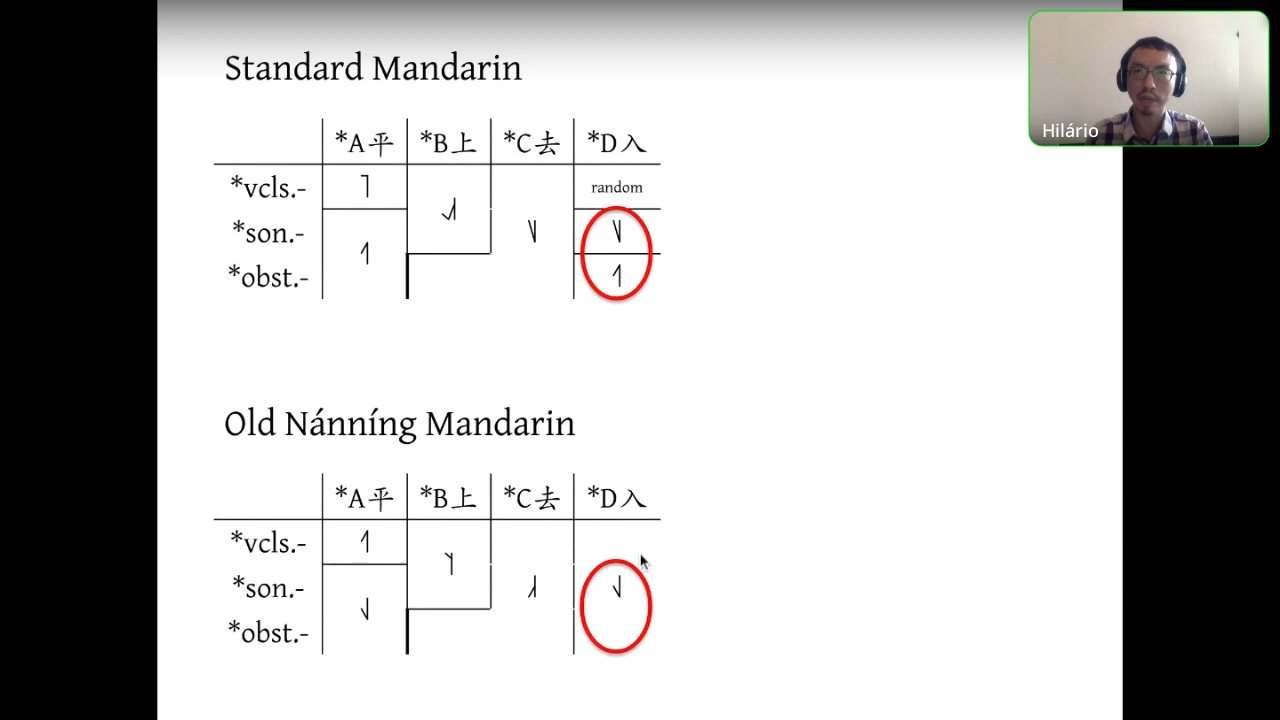 Hilário
Standard Mandarin
*A平 *B上 *C去 *D入
*vcls.- ˥ ˨˩˦ random
*son.- ˧˥ ˥˩ ˥˩
*obst.- ˧˥
Old Nánníng Mandarin
*A平 *B上 *C去 *D入
*vcls.- ˧˥
*son.-
*obst.-